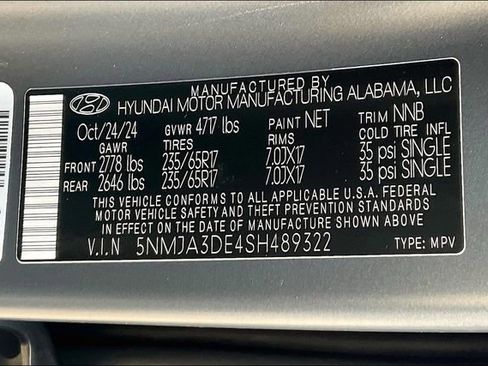 MANUFACTURED BY
HYUNDAI MOTOR MANUFACTURING ALABAMA, LLC
Oct/24/24 GVWR 4717 lbs PAINT NET TRIM NNB
GAWR TIRES RIMS COLD TIRE INFL
FRONT 2778 lbs 235/65R17 7.0JX17 35 psi SINGLE
REAR 2646 lbs 235/65R17 7.0JX17 35 psi SINGLE
THIS VEHICLE CONFORMS TO ALL APPLICABLE U.S.A. FEDERAL
MOTOR VEHICLE SAFETY AND THEFT PREVENTION STANDARDS
IN EFFECT ON THE DATE OF MANUFACTURE SHOWN ABOVE.
V.I.N 5NMJA3DE4SH489322 TYPE: MPV